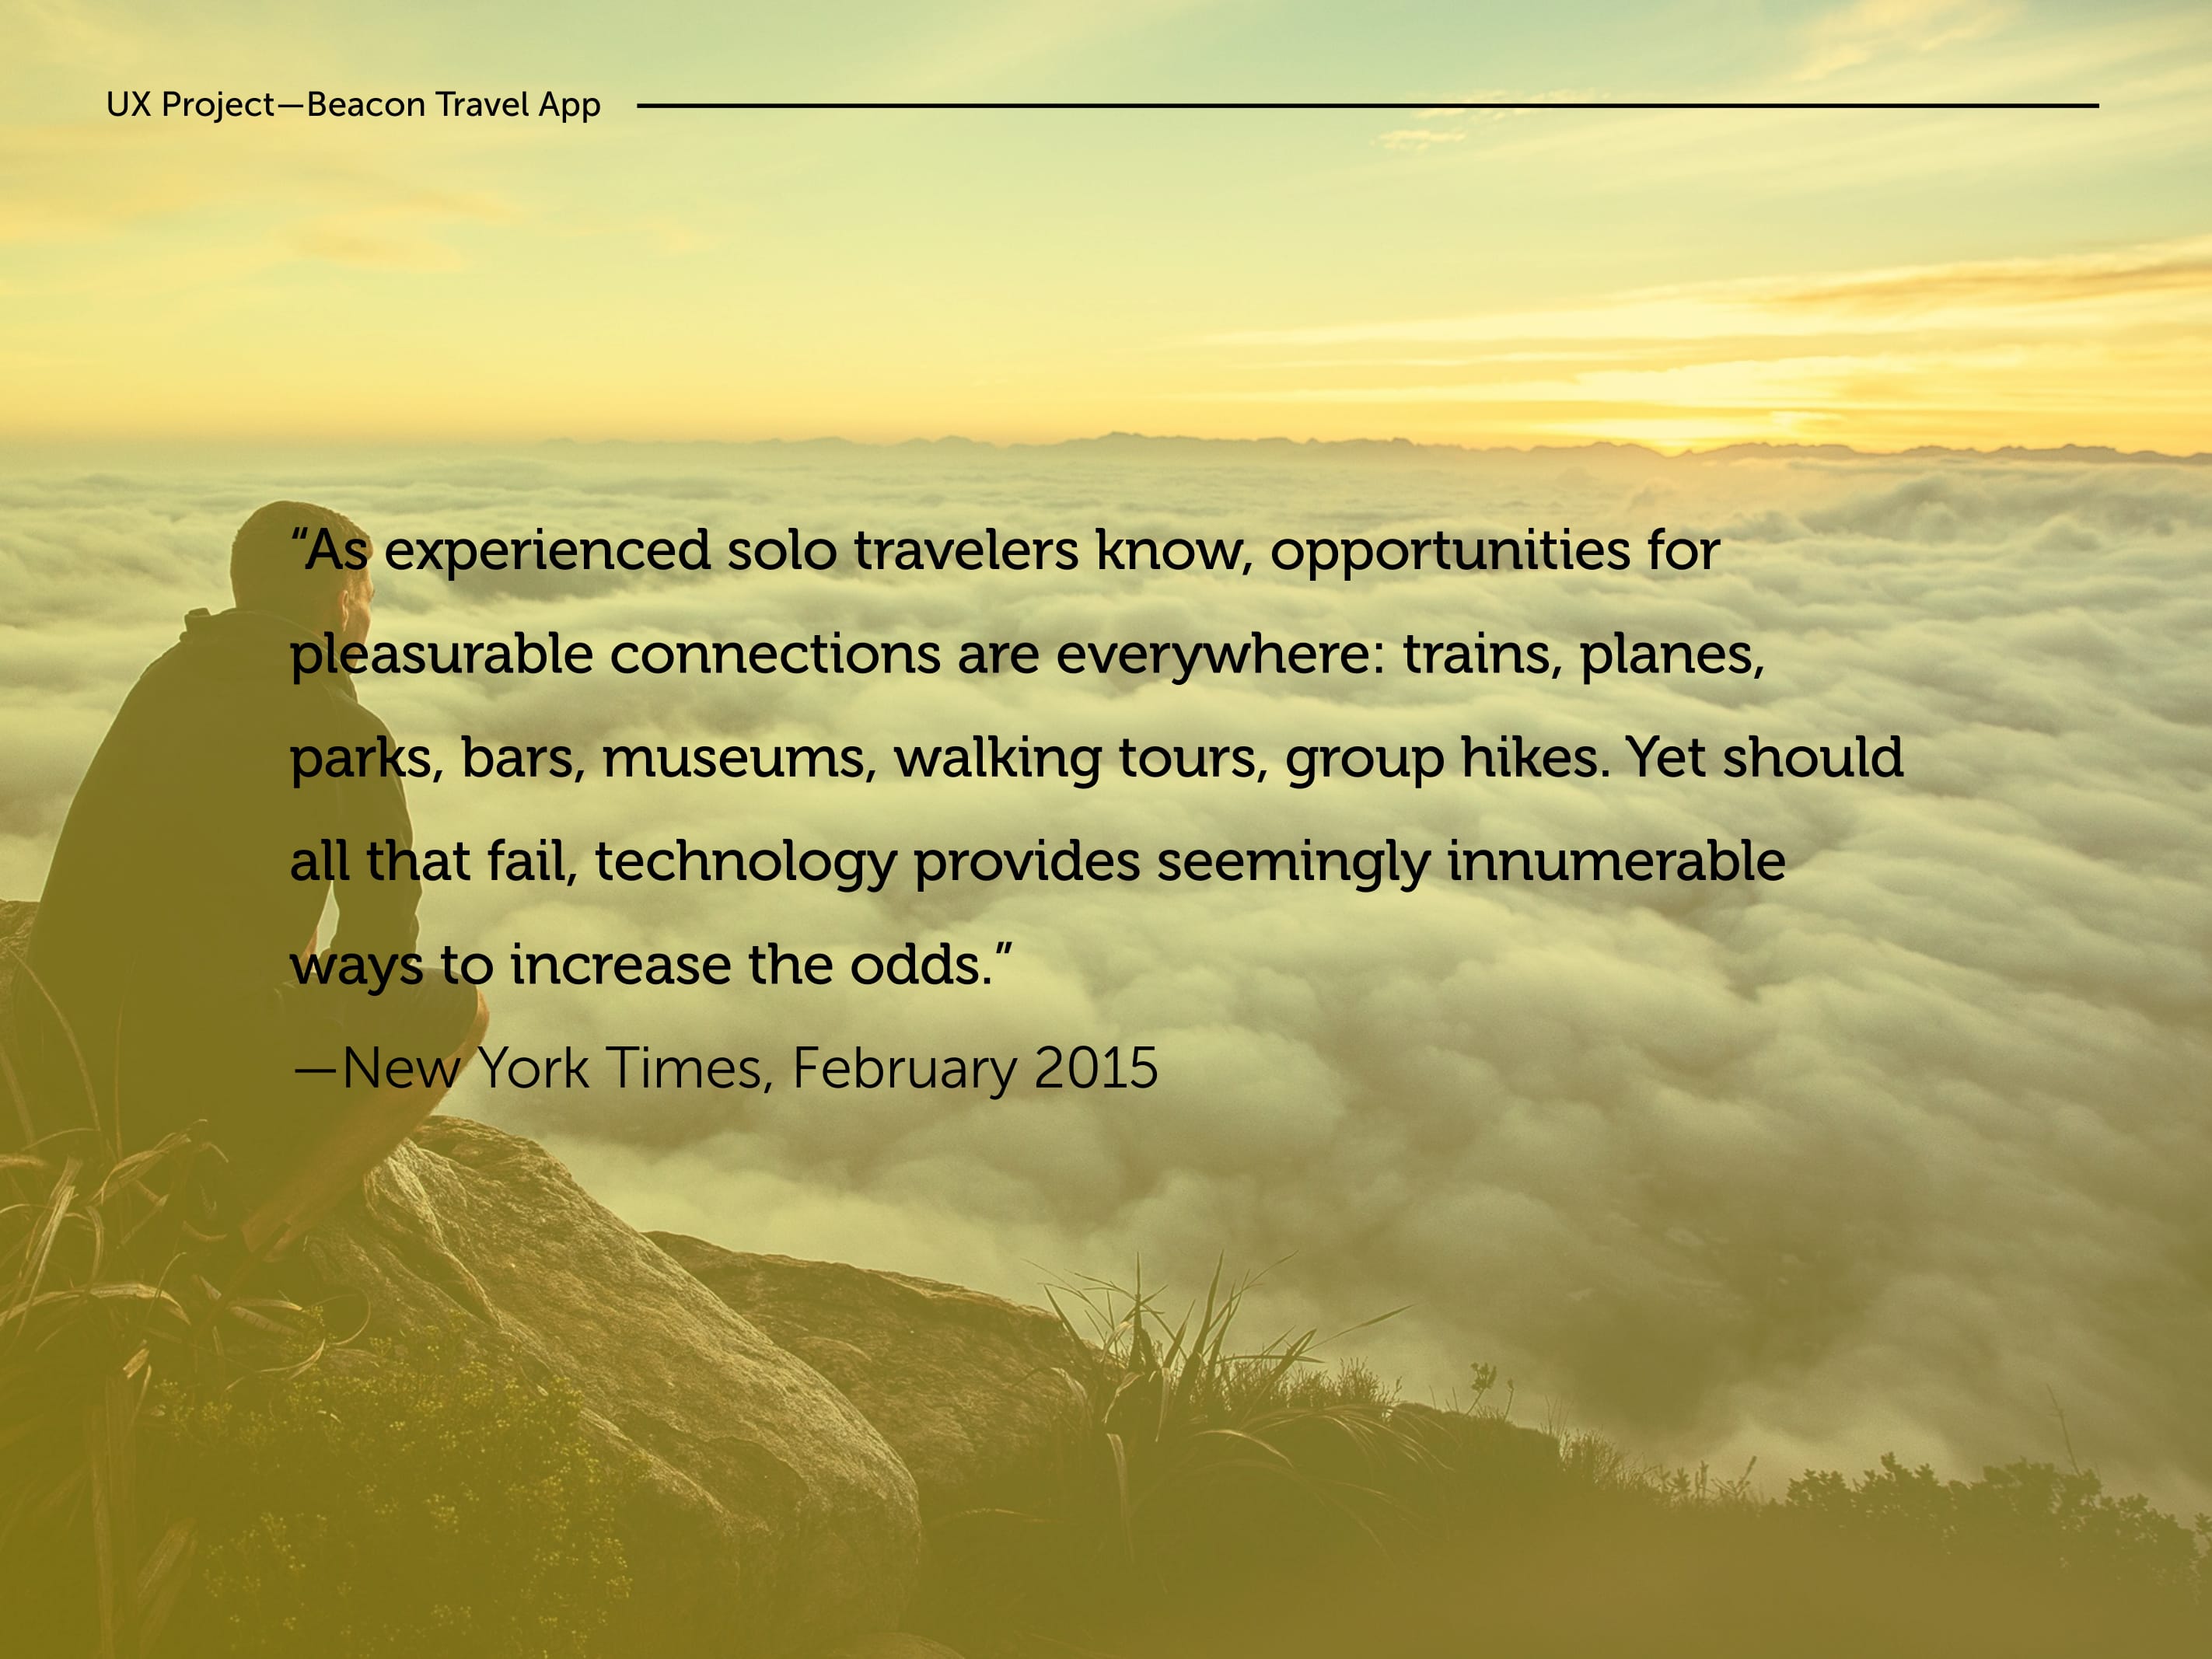 UX Project—Beacon Travel App
“As experienced solo travelers know, opportunities for
pleasurable connections are everywhere: trains, planes,
parks, bars, museums, walking tours, group hikes. Yet should
all that fail, technology provides seemingly innumerable
ways to increase the odds.”
—New York Times, February 2015